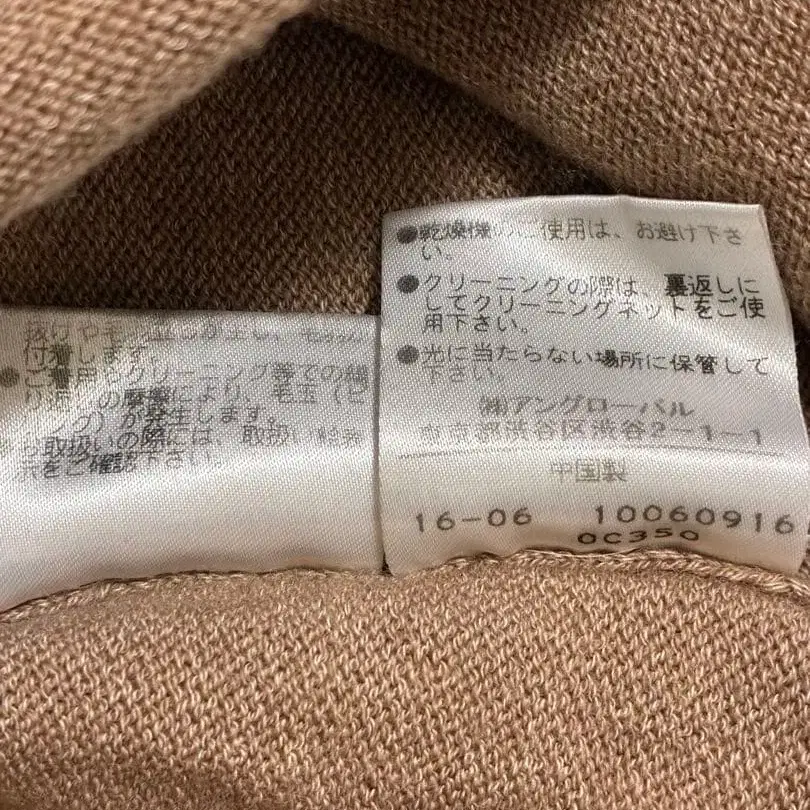 付着します。
●ご着用やクリーニング等での繰
り返しの摩擦により、毛玉（ピ
リング）が発生します。
お取扱いの際には、取扱い絵表
示をご確認下さい。
●乾燥機のご使用は、お避け下さ
い。
●クリーニングの際は、裏返しに
してクリーニングネットをご使
用下さい。
●光に当たらない場所に保管して
下さい。
㈱アングローバル
東京都渋谷区渋谷2-1-1
中国製
16-06 10060916
0C350